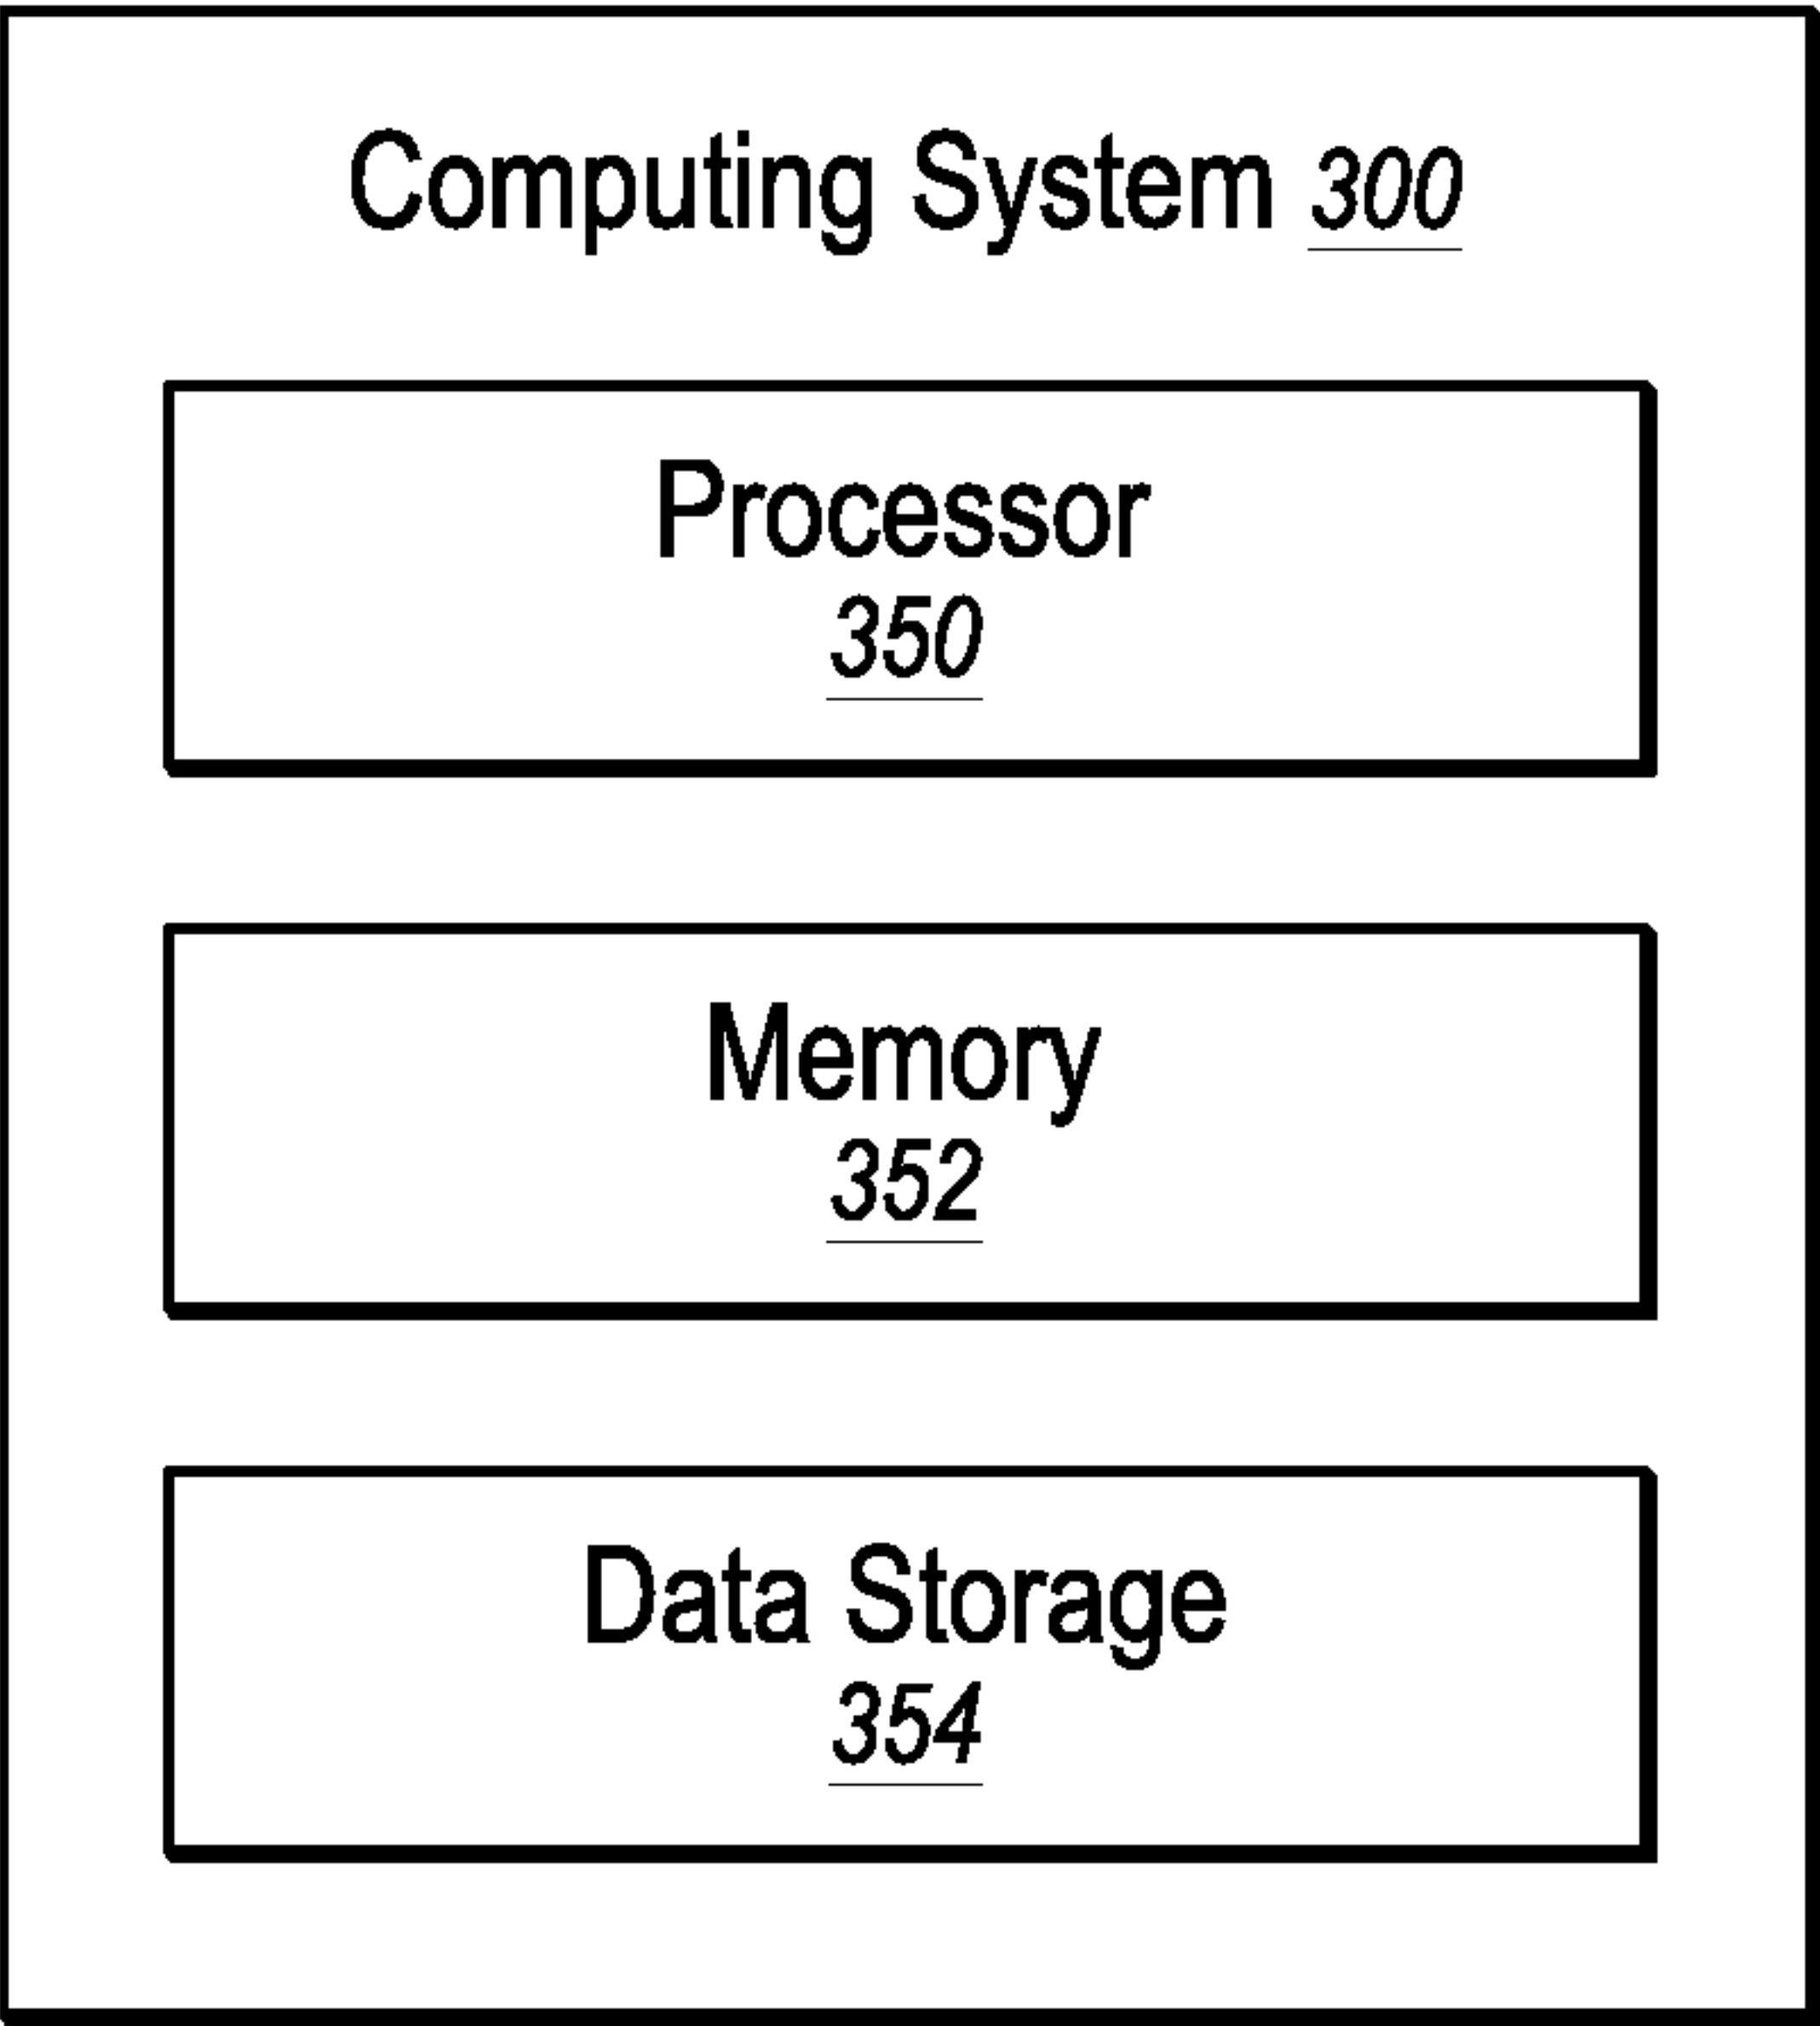 Computing System 300
Processor
350
Memory
352
Data Storage
354